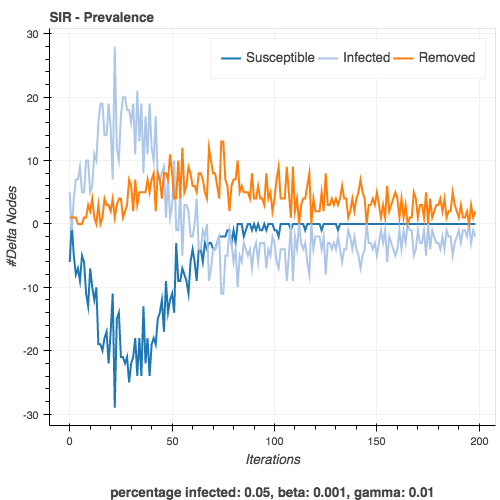 SIR - Prevalence
Susceptible Infected Removed
30
20
10
0
-10
-20
-30
#Delta Nodes
0 50 100 150 200
Iterations
percentage infected: 0.05, beta: 0.001, gamma: 0.01